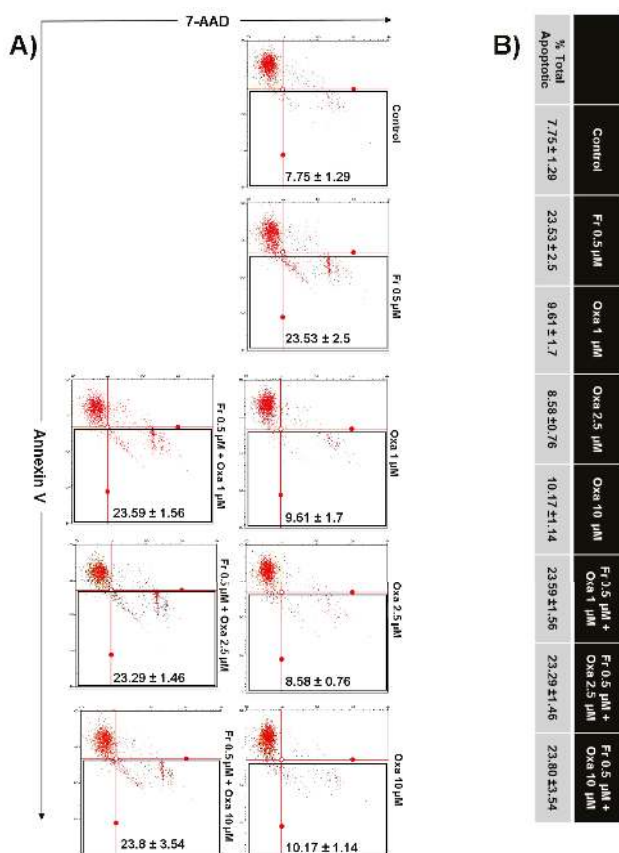 A)
7-AAD
Annexin V
Control
7.75 ± 1.29
Fr 0.5 µM
23.53 ± 2.5
Oxa 1 µM
9.61 ± 1.7
Oxa 2.5 µM
8.58 ± 0.76
Oxa 10 µM
10.17 ± 1.14
Fr 0.5 µM + Oxa 1 µM
23.59 ± 1.56
Fr 0.5 µM + Oxa 2.5 µM
23.29 ± 1.46
Fr 0.5 µM + Oxa 10 µM
23.8 ± 3.54
B)
Control
Fr 0.5 µM
Oxa 1 µM
Oxa 2.5 µM
Oxa 10 µM
Fr 0.5 µM +
Oxa 1 µM
Fr 0.5 µM +
Oxa 2.5 µM
Fr 0.5 µM +
Oxa 10 µM
% Total
Apoptotic
7.75 ± 1.29
23.53 ± 2.5
9.61 ± 1.7
8.58 ±0.76
10.17 ±1.14
23.59 ±1.56
23.29 ±1.46
23.80 ±3.54